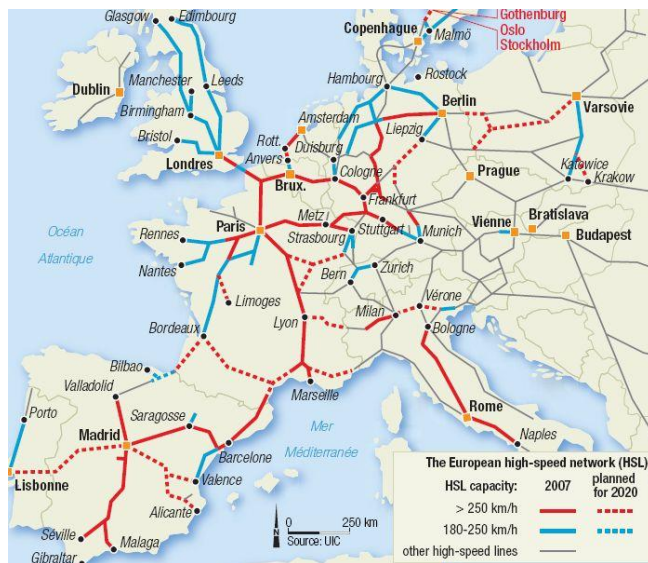 Glasgow
Edimbourg
Gothenburg
Oslo
Stockholm
Copenhague
Malmö
Dublin
Manchester
Leeds
Hambourg
Rostock
Birmingham
Amsterdam
Berlin
Varsovie
Bristol
Rott.
Duisburg
Liepzig
Londres
Anvers
Cologne
Prague
Katowice
Krakow
Brux.
Frankfurt
Paris
Metz
Rennes
Strasbourg
Stuttgart
Munich
Vienne
Bratislava
Budapest
Océan
Atlantique
Nantes
Bern
Zürich
Limoges
Milan
Vérone
Bordeaux
Lyon
Bologne
Bilbao
Valladolid
Marseille
Porto
Saragosse
Rome
Mer
Méditerranée
Madrid
Barcelone
Naples
Lisbonne
Valence
Alicante
Séville
Malaga
Gibraltar
N
0 250 km
Source: UIC
The European high-speed network (HSL)
HSL capacity: 2007 planned
for 2020
> 250 km/h
180-250 km/h
other high-speed lines